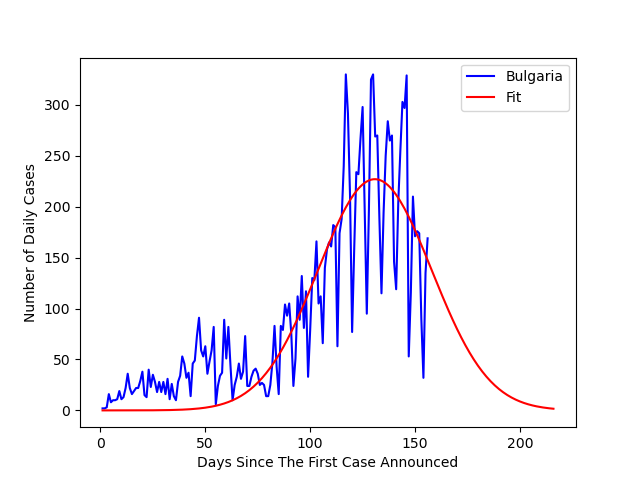 Bulgaria
Fit
300
250
200
150
100
50
0
Number of Daily Cases
0 50 100 150 200
Days Since The First Case Announced